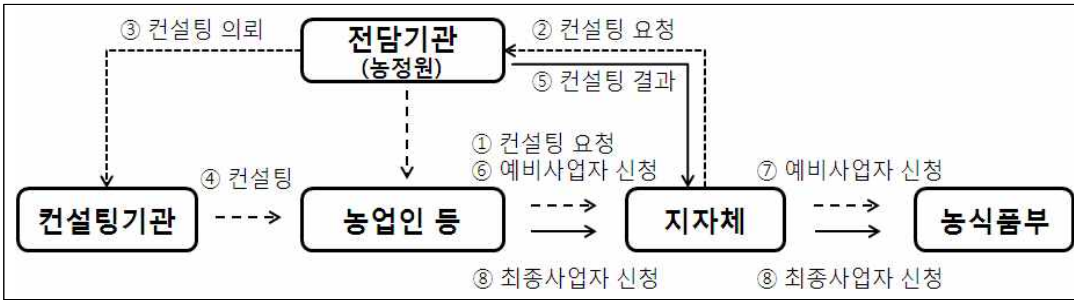 ③ 컨설팅 의뢰
전담기관
(농정원)
② 컨설팅 요청
⑤ 컨설팅 결과
① 컨설팅 요청
④ 컨설팅
⑥ 예비사업자 신청
⑦ 예비사업자 신청
컨설팅기관
농업인 등
지자체
농식품부
⑧ 최종사업자 신청
⑧ 최종사업자 신청